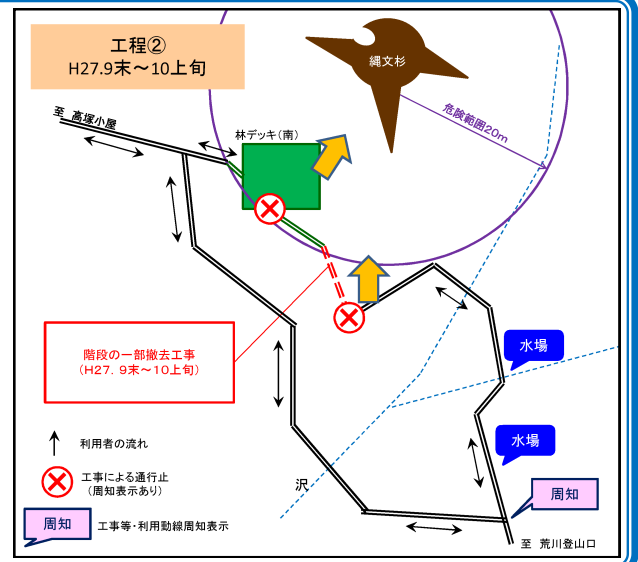 工程②
H27.9末～10上旬
縄文杉
至 高塚小屋
林デッキ（南）
危険範囲20m
階段の一部撤去工事
（H27．9末～10上旬）
水場
水場
利用者の流れ
工事による通行止
（周知表示あり）
沢
周知
周知
工事等・利用動線周知表示
至 荒川登山口